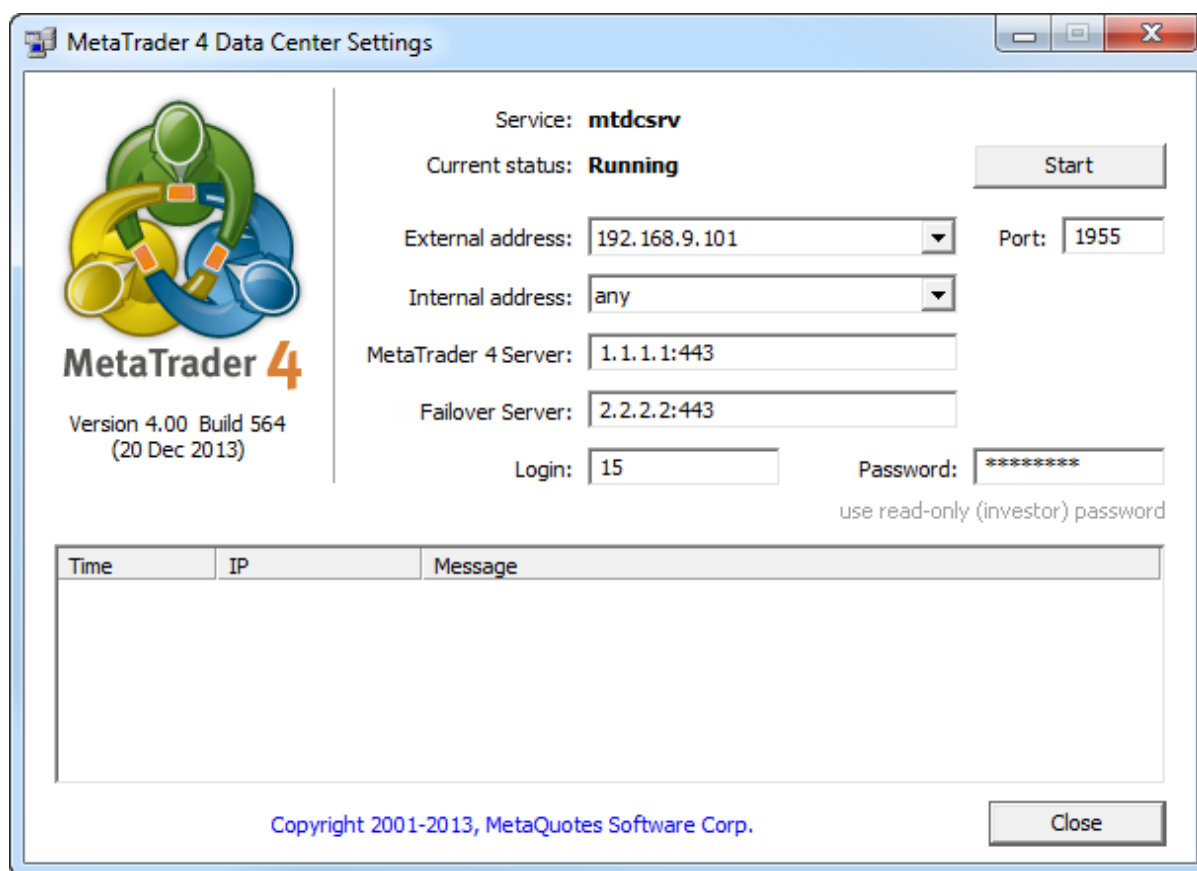 MetaTrader 4 Data Center Settings
Service: mtdcsrv
Current status: Running
Start
External address: 192.168.9.101
Port: 1955
Internal address: any
MetaTrader 4 Server: 1.1.1.1:443
Failover Server: 2.2.2.2:443
Login: 15
Password: ********
use read-only (investor) password
MetaTrader 4
Version 4.00 Build 564
(20 Dec 2013)
Time IP Message
Copyright 2001-2013, MetaQuotes Software Corp.
Close